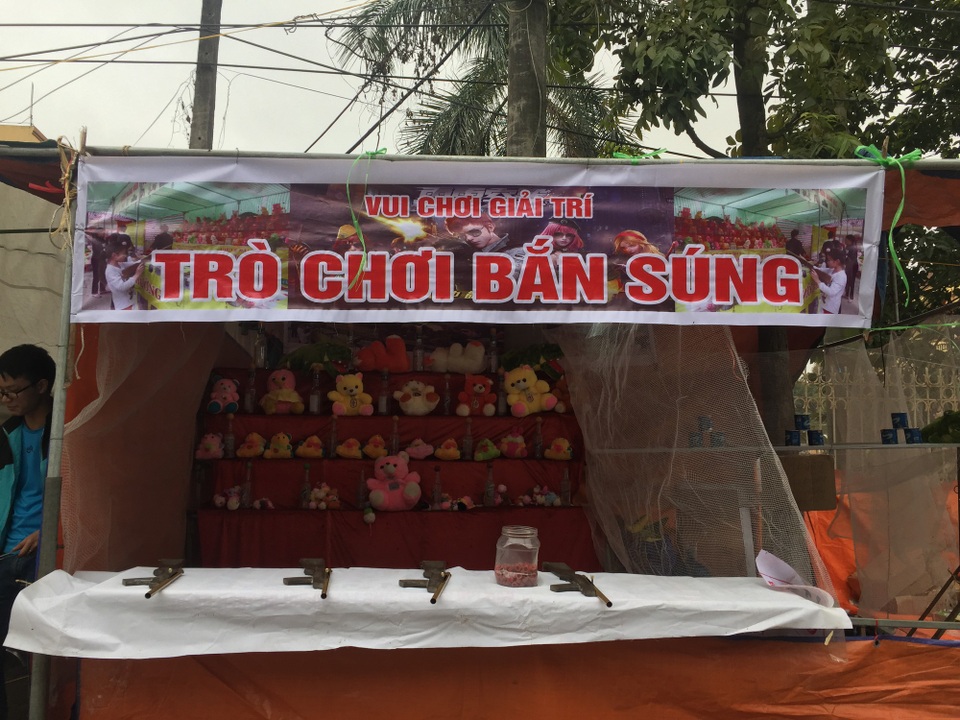 VUI CHƠI GIẢI TRÍ
TRÒ CHƠI BẮN SÚNG